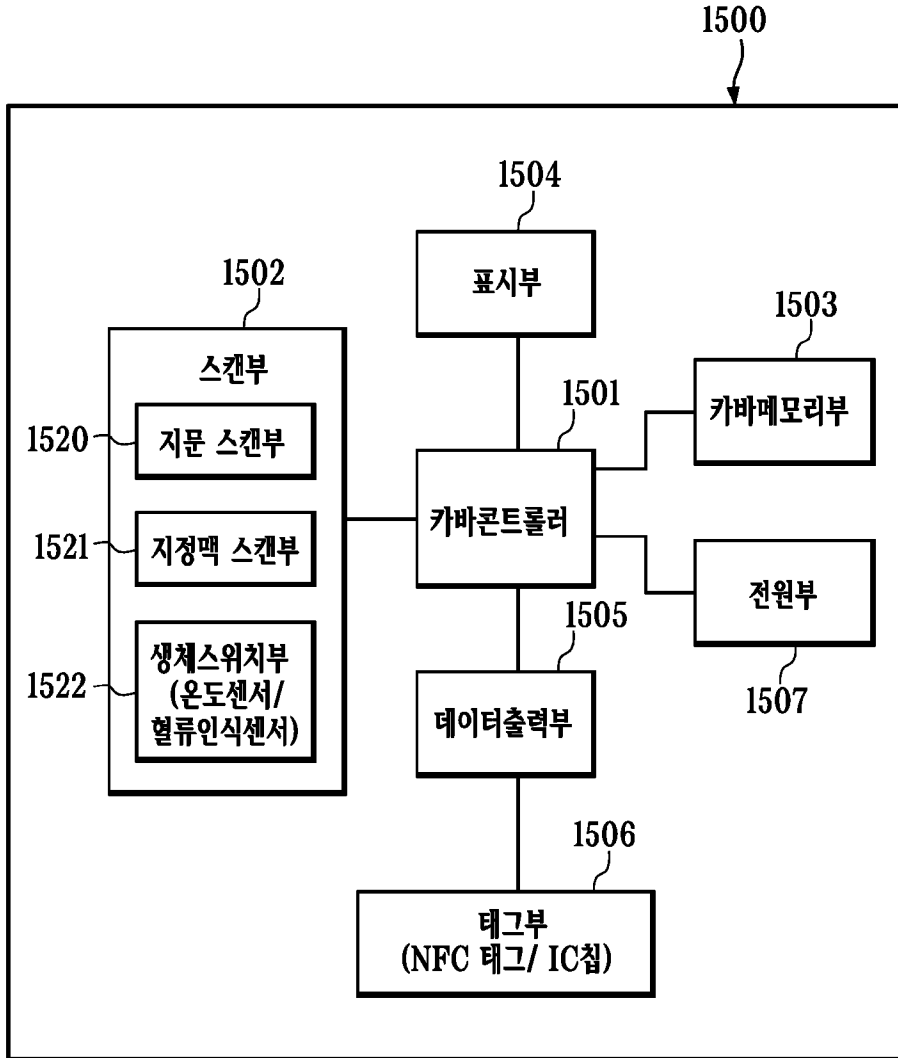 1500
1504
표시부
1502
스캔부
1503
카바메모리부
1520
지문 스캔부
1501
카바콘트롤러
1521
지정맥 스캔부
전원부
1507
1505
데이터출력부
1522
생체스위치부
(온도센서/
혈류인식센서)
1506
태그부
(NFC 태그/ IC칩)